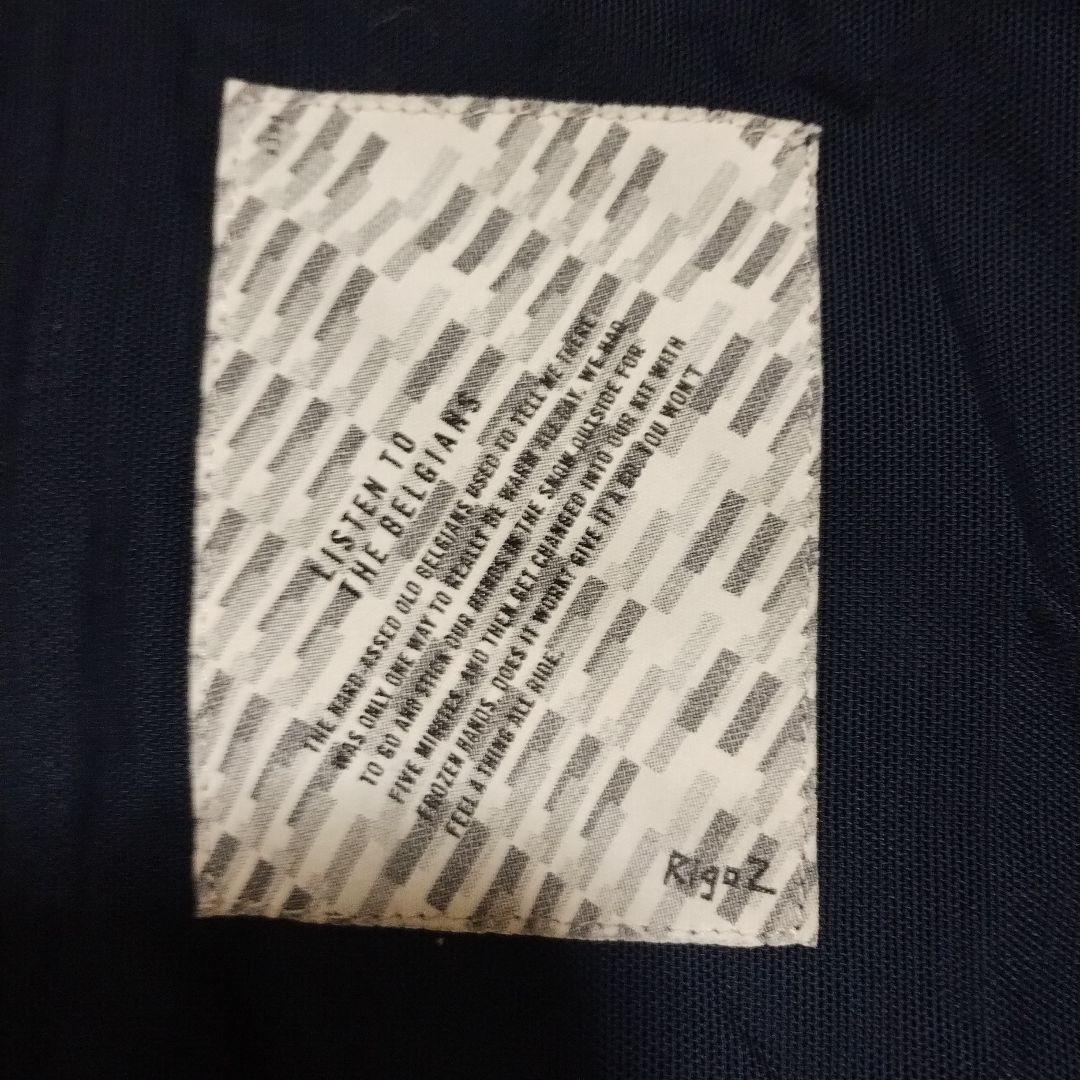 LISTEN TO
THE BELGIANS
THE HARD-ASSED OLD BELGIANS USED TO TELL ME THERE
WAS ONLY ONE WAY TO REALLY BE WARM ALL DAY. WE HAD
TO GO AND STICK OUR HANDS IN THE SNOW OUTSIDE FOR
FIVE MINUTES, AND THEN GET CHANGED INTO OUR KIT WITH
FROZEN HANDS. DOES IT WORK? GIVE IT A GO. YOU WON'T
FEEL A THING ALL RIDE.
RigoZ